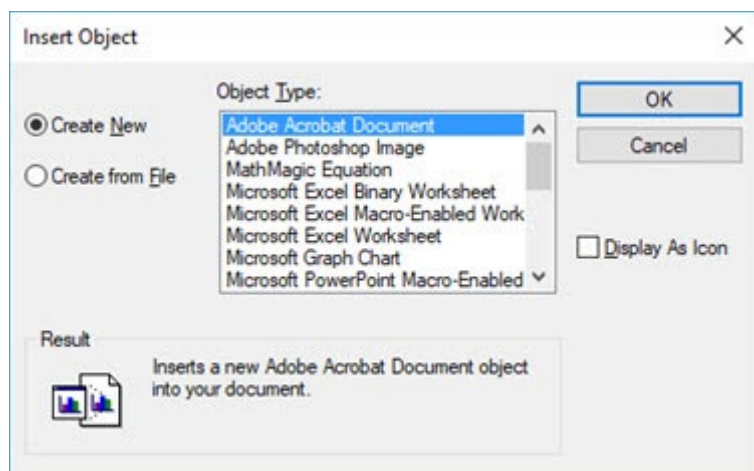 Insert Object
Object Type:
Create New
Create from File
Adobe Acrobat Document
Adobe Photoshop Image
MathMagic Equation
Microsoft Excel Binary Worksheet
Microsoft Excel Macro-Enabled Work
Microsoft Excel Worksheet
Microsoft Graph Chart
Microsoft PowerPoint Macro-Enabled
OK
Cancel
Display As Icon
Result
Inserts a new Adobe Acrobat Document object
into your document.